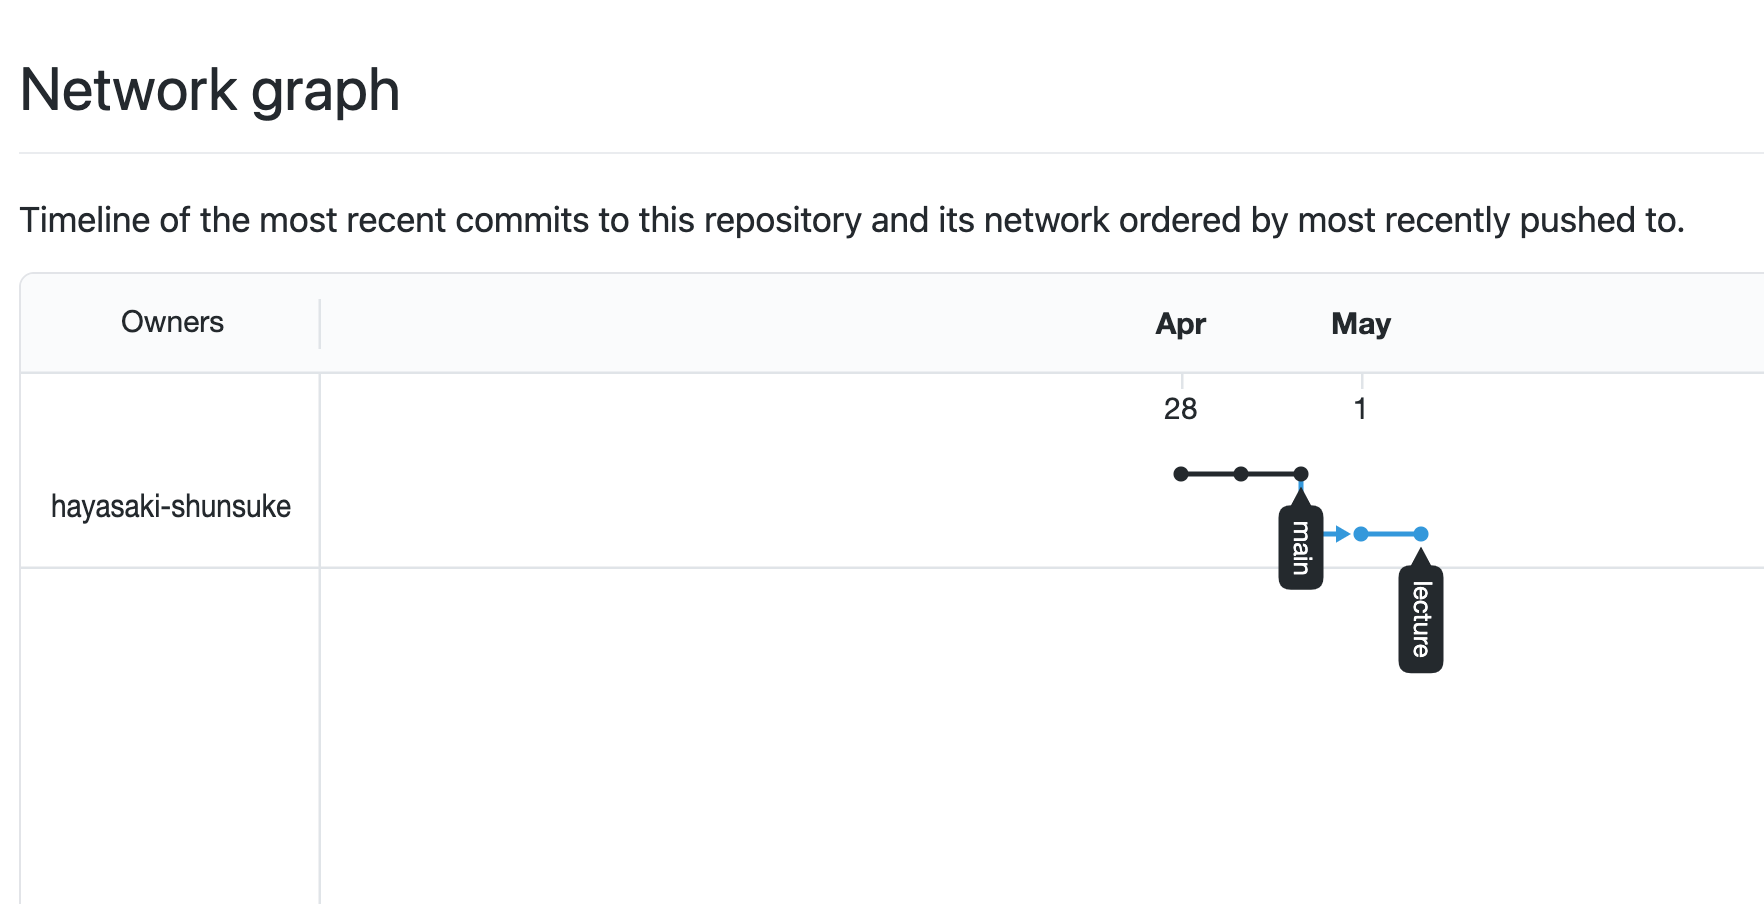 Network graph
Timeline of the most recent commits to this repository and its network ordered by most recently pushed to.
Owners
Apr
May
28
1
hayasaki-shunsuke
main
lecture